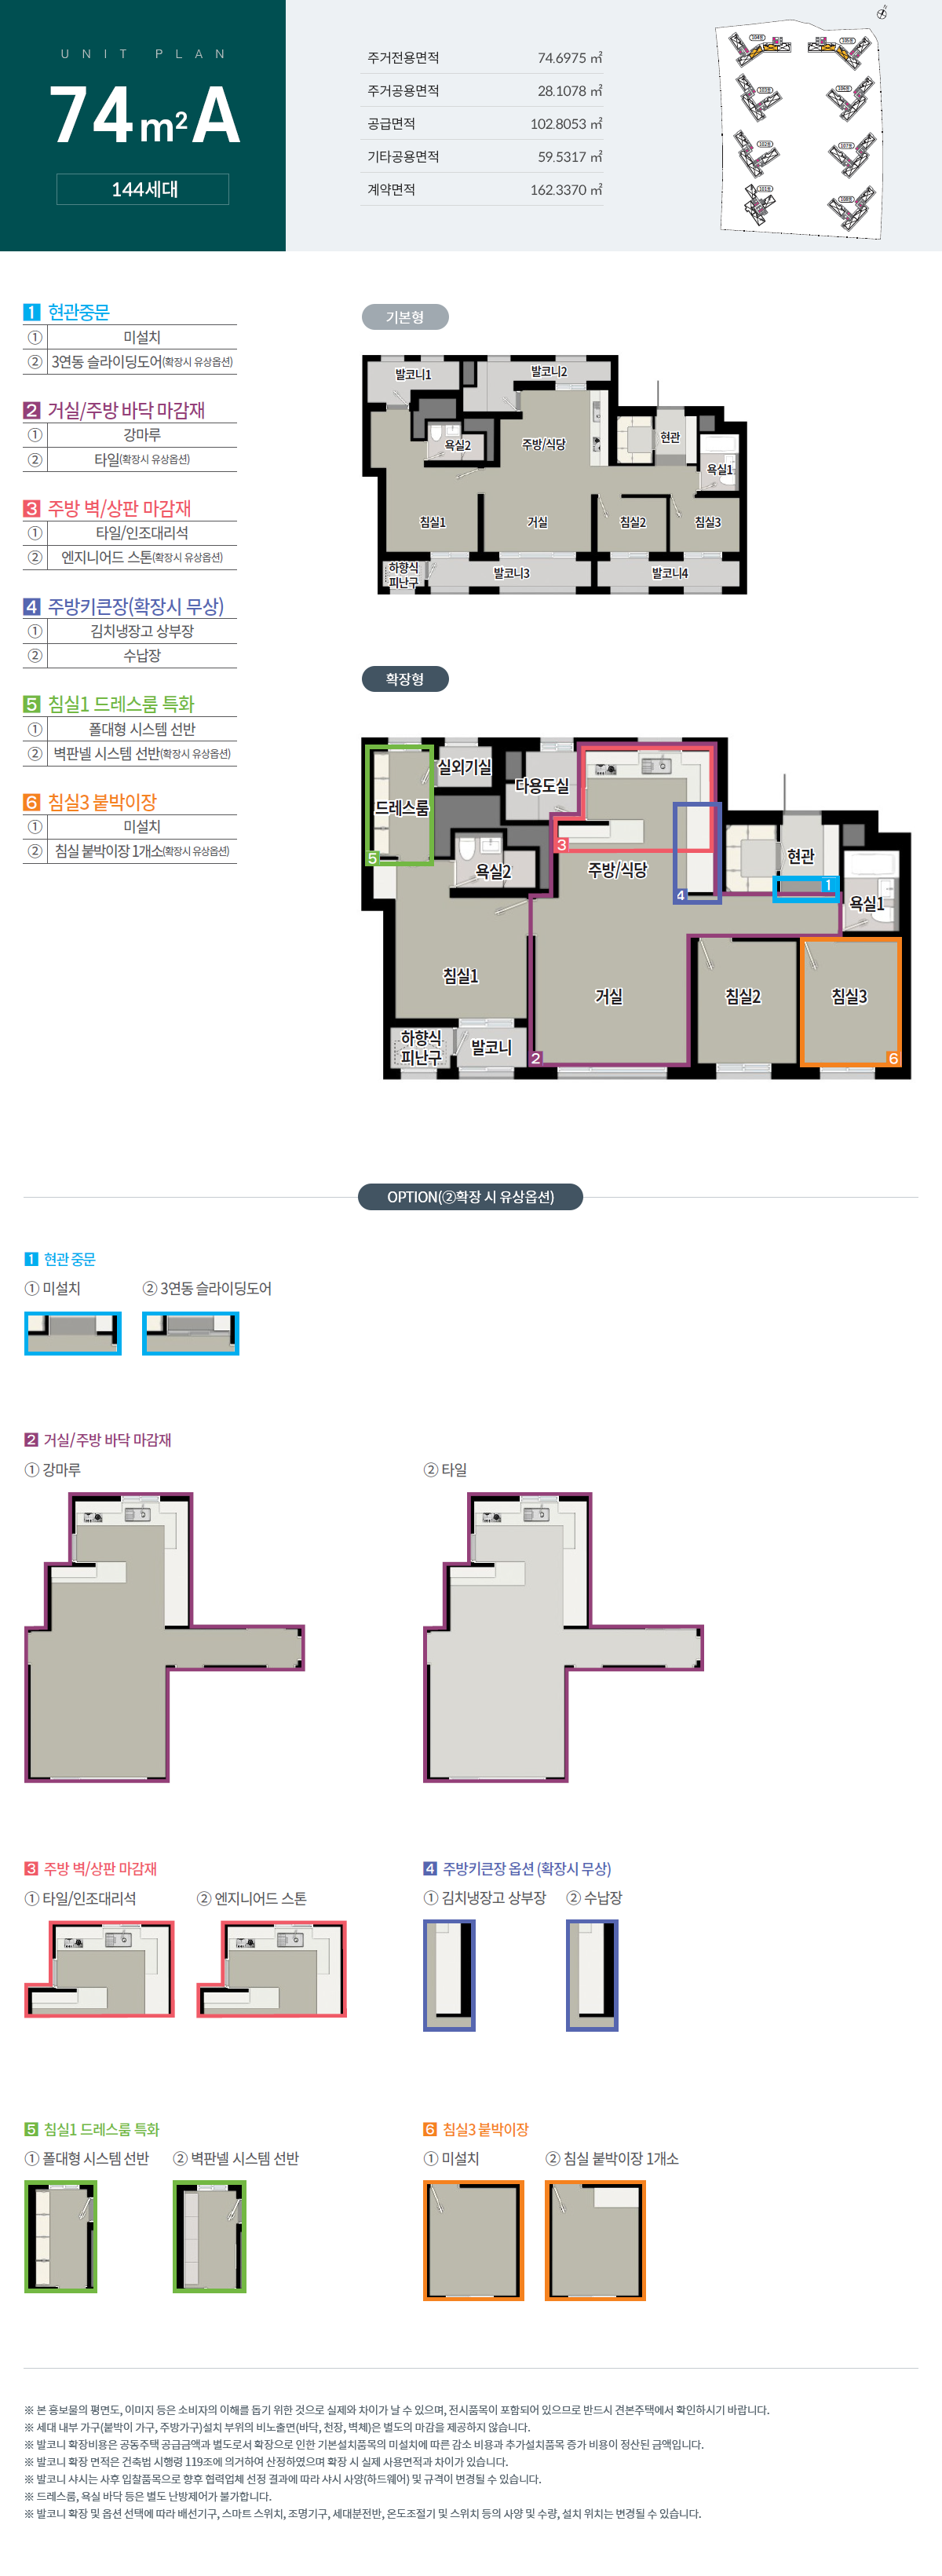 UNIT PLAN
74m²A
144세대
주거전용면적 74.6975 ㎡
주거공용면적 28.1078 ㎡
공급면적 102.8053 ㎡
기타공용면적 59.5317 ㎡
계약면적 162.3370 ㎡
104동
105동
103동
106동
102동
107동
101동
108동
1 현관중문
① 미설치
② 3연동 슬라이딩도어(확장시 유상옵션)
2 거실/주방 바닥 마감재
① 강마루
② 타일(확장시 유상옵션)
3 주방 벽/상판 마감재
① 타일/인조대리석
② 엔지니어드 스톤(확장시 유상옵션)
4 주방키큰장(확장시 무상)
① 김치냉장고 상부장
② 수납장
5 침실1 드레스룸 특화
① 폴대형 시스템 선반
② 벽판넬 시스템 선반(확장시 유상옵션)
6 침실3 붙박이장
① 미설치
② 침실 붙박이장 1개소(확장시 유상옵션)
기본형
발코니1
발코니2
욕실2
주방/식당
현관
욕실1
침실1
거실
침실2
침실3
하향식
피난구
발코니3
발코니4
확장형
실외기실
다용도실
드레스룸
3
5
욕실2
주방/식당
현관
1
4
욕실1
침실1
거실
침실2
침실3
하향식
피난구
발코니
2
6
OPTION(②확장 시 유상옵션)
1 현관 중문
① 미설치 ② 3연동 슬라이딩도어
2 거실/주방 바닥 마감재
① 강마루 ② 타일
3 주방 벽/상판 마감재
① 타일/인조대리석 ② 엔지니어드 스톤
4 주방키큰장 옵션 (확장시 무상)
① 김치냉장고 상부장 ② 수납장
5 침실1 드레스룸 특화
① 폴대형 시스템 선반 ② 벽판넬 시스템 선반
6 침실3 붙박이장
① 미설치 ② 침실 붙박이장 1개소
※ 본 홍보물의 평면도, 이미지 등은 소비자의 이해를 돕기 위한 것으로 실제와 차이가 날 수 있으며, 전시품목이 포함되어 있으므로 반드시 견본주택에서 확인하시기 바랍니다.
※ 세대 내부 가구(붙박이 가구, 주방가구)설치 부위의 비노출면(바닥, 천장, 벽체)은 별도의 마감을 제공하지 않습니다.
※ 발코니 확장비용은 공동주택 공급금액과 별도로서 확장으로 인한 기본설치품목의 미설치에 따른 감소 비용과 추가설치품목 증가 비용이 정산된 금액입니다.
※ 발코니 확장 면적은 건축법 시행령 119조에 의거하여 산정하였으며 확장 시 실제 사용면적과 차이가 있습니다.
※ 발코니 샤시는 사후 입찰품목으로 향후 협력업체 선정 결과에 따라 샤시 사양(하드웨어) 및 규격이 변경될 수 있습니다.
※ 드레스룸, 욕실 바닥 등은 별도 난방제어가 불가합니다.
※ 발코니 확장 및 옵션 선택에 따라 배선기구, 스마트 스위치, 조명기구, 세대분전반, 온도조절기 및 스위치 등의 사양 및 수량, 설치 위치는 변경될 수 있습니다.